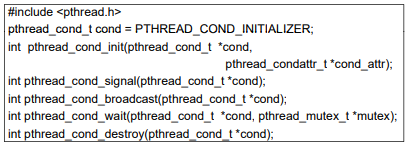 #include <pthread.h>
pthread_cond_t cond = PTHREAD_COND_INITIALIZER;
int pthread_cond_init(pthread_cond_t *cond,
pthread_condattr_t *cond_attr);
int pthread_cond_signal(pthread_cond_t *cond);
int pthread_cond_broadcast(pthread_cond_t *cond);
int pthread_cond_wait(pthread_cond_t *cond, pthread_mutex_t *mutex);
int pthread_cond_destroy(pthread_cond_t *cond);